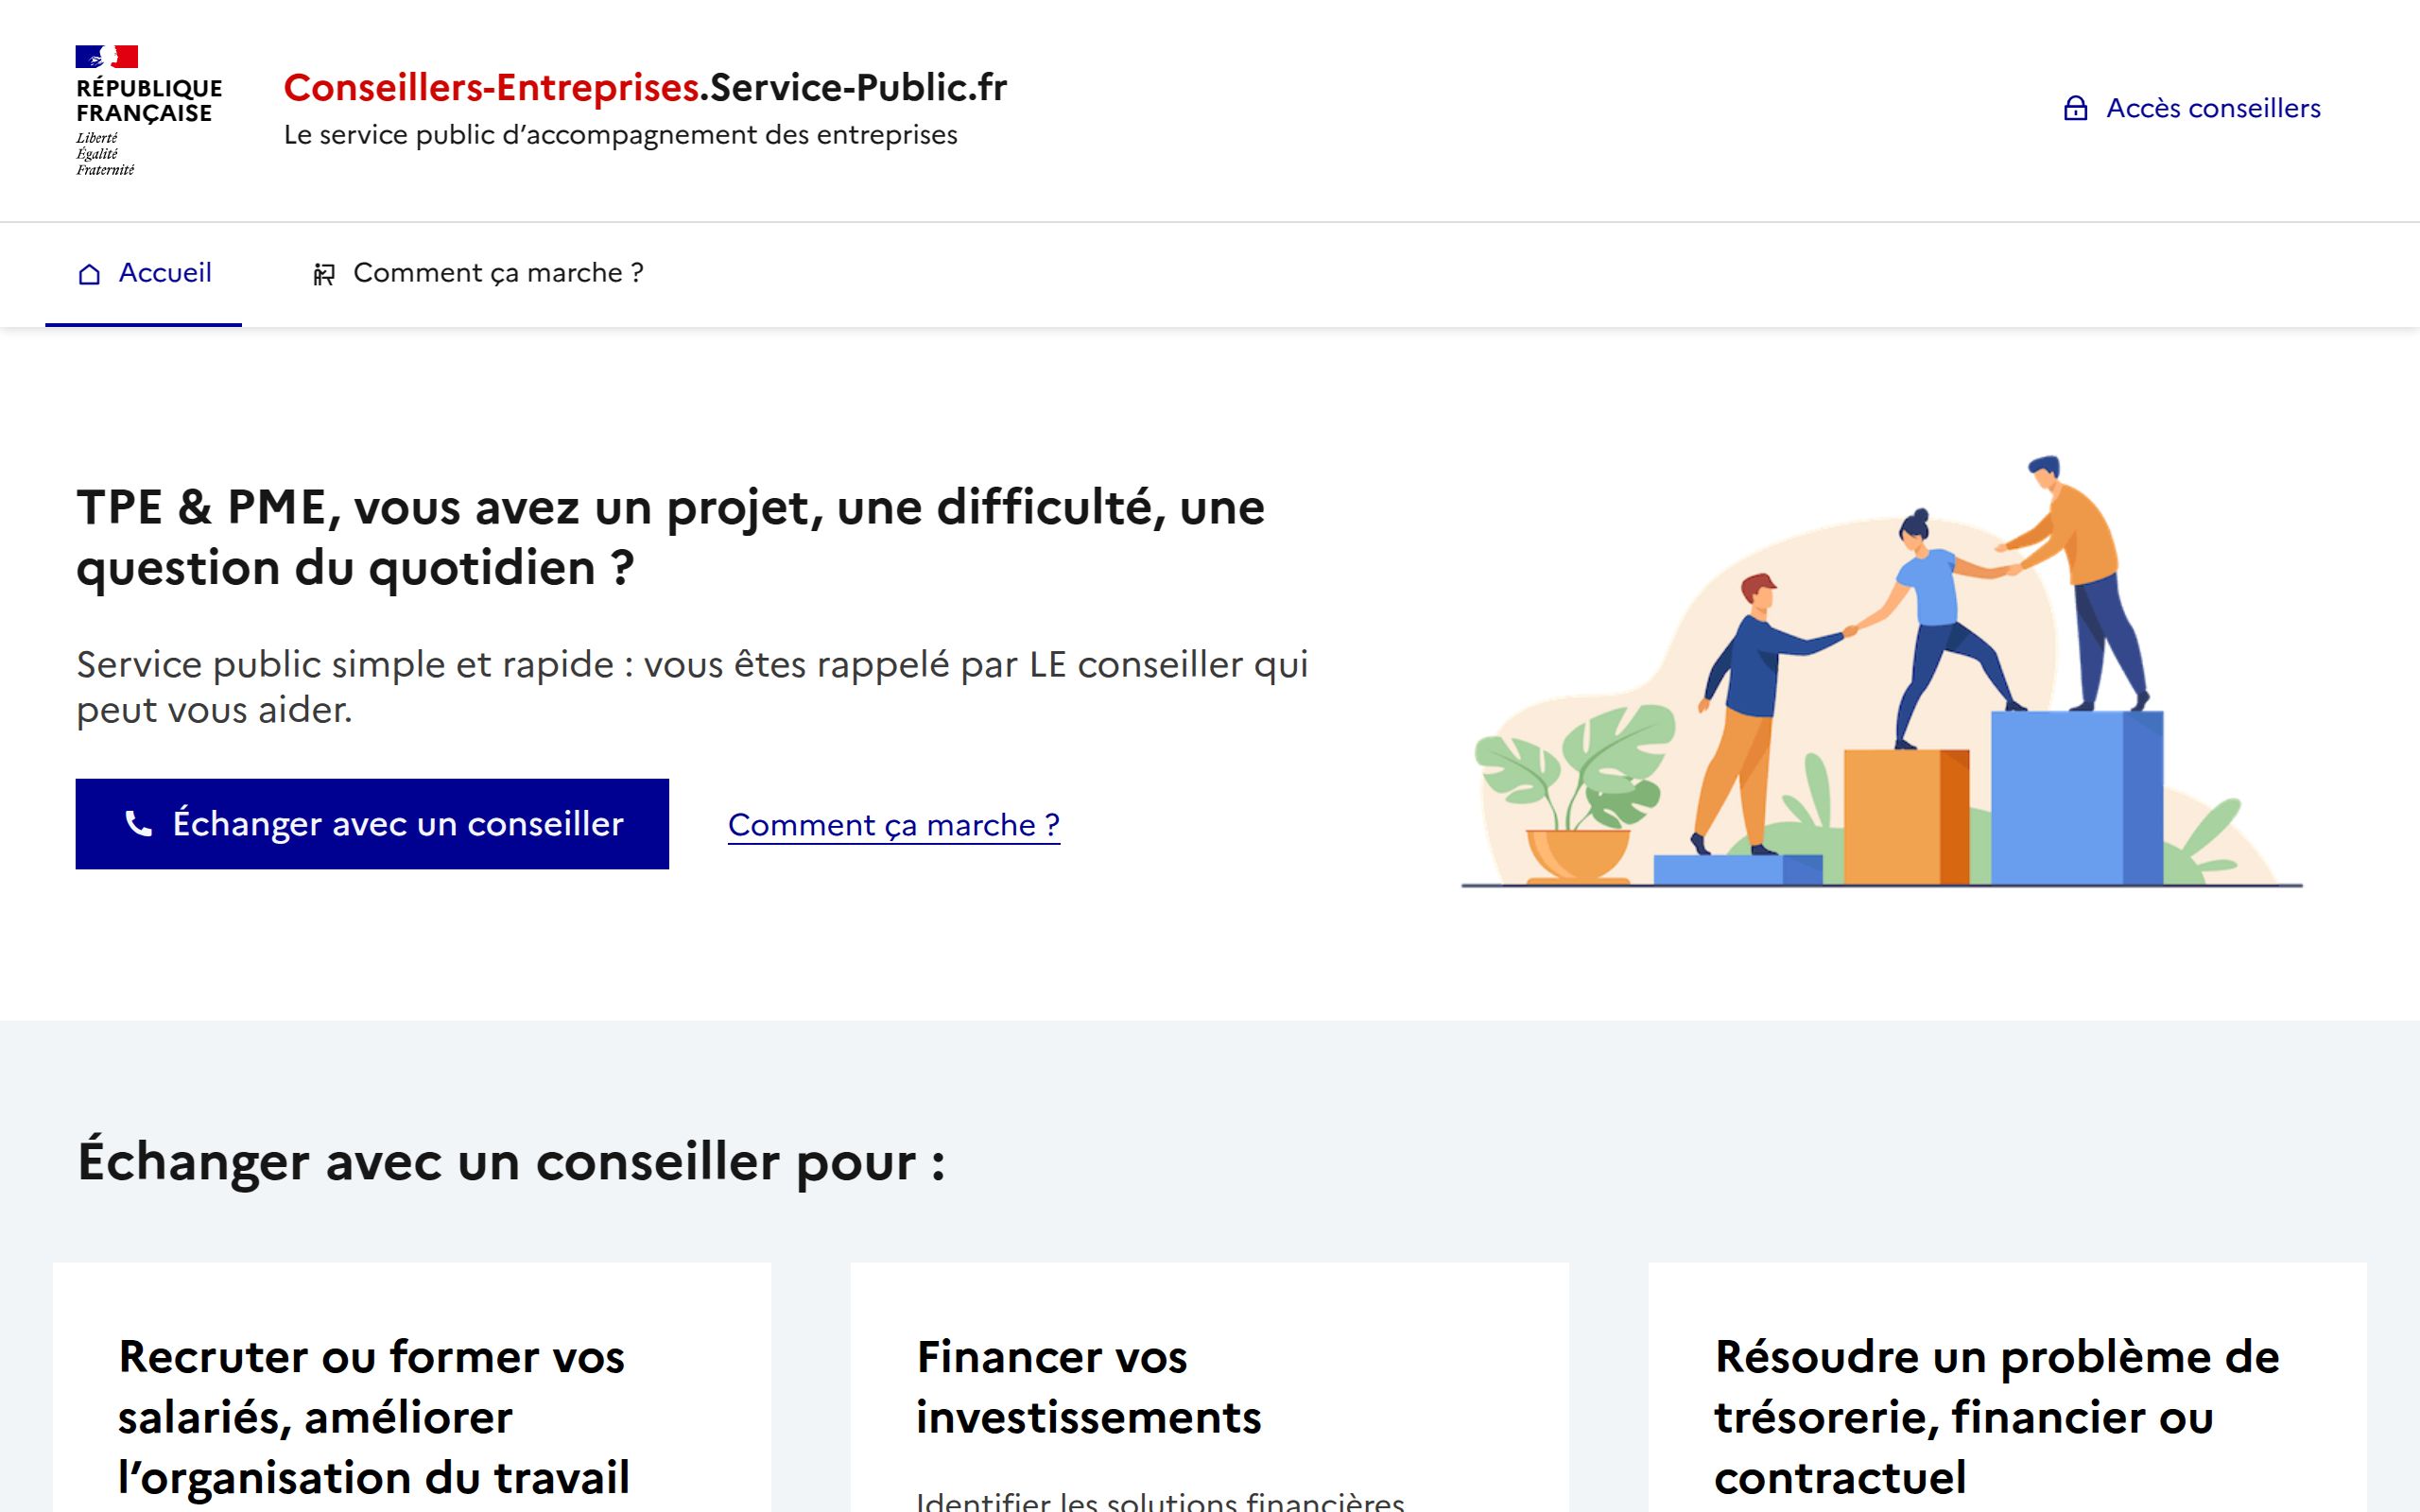 RÉPUBLIQUE
FRANÇAISE
Liberté
Égalité
Fraternité
Conseillers-Entreprises.Service-Public.fr
Le service public d’accompagnement des entreprises
Accès conseillers
Accueil
Comment ça marche ?
TPE & PME, vous avez un projet, une difficulté, une
question du quotidien ?
Service public simple et rapide : vous êtes rappelé par LE conseiller qui
peut vous aider.
Échanger avec un conseiller
Comment ça marche ?
Échanger avec un conseiller pour :
Recruter ou former vos
salariés, améliorer
l’organisation du travail
Financer vos
investissements
Identifier les solutions financières
Résoudre un problème de
trésorerie, financier ou
contractuel